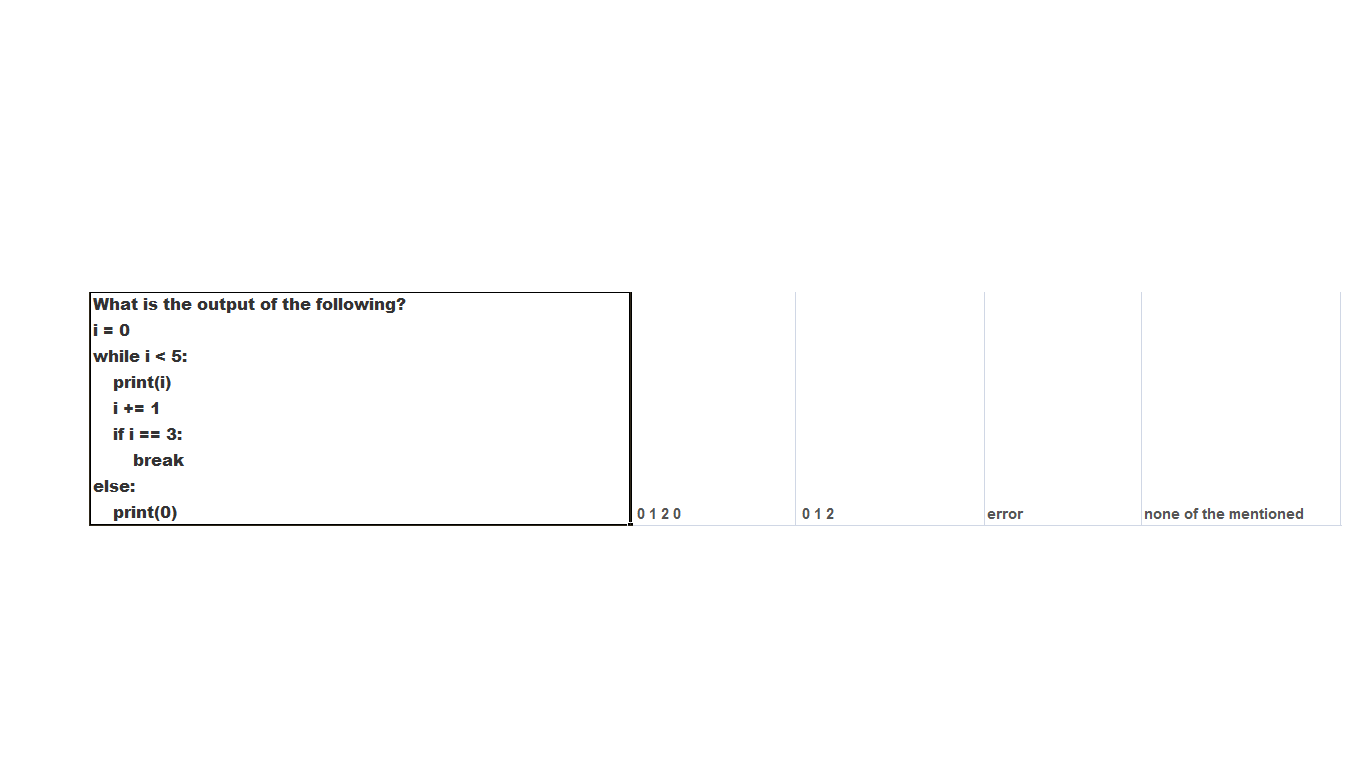 What is the output of the following?
i = 0
while i < 5:
    print(i)
    i += 1
    if i == 3:
        break
else:
    print(0)
0 1 2 0
0 1 2
error
none of the mentioned